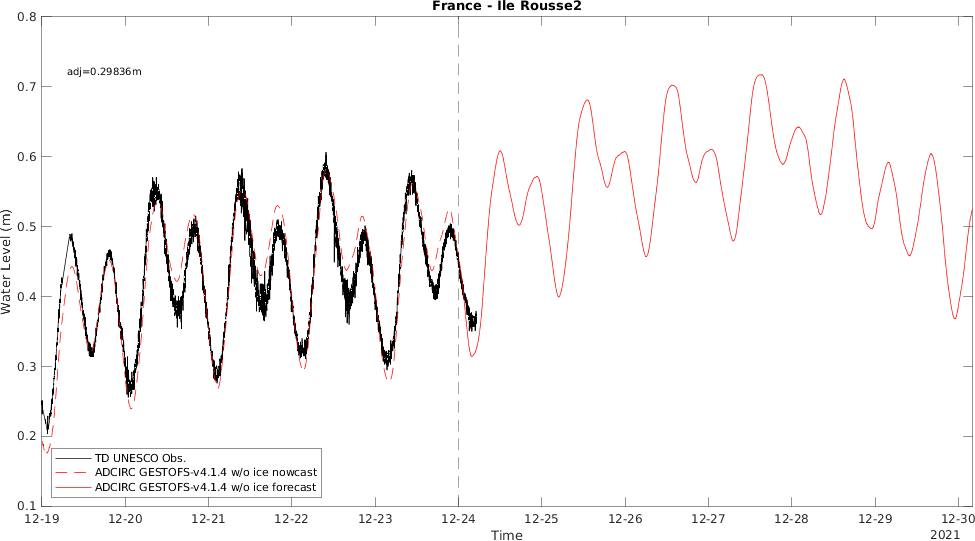 France - Ile Rousse2
adj=0.29836m
Water Level (m)
0.8
0.7
0.6
0.5
0.4
0.3
0.2
0.1
TD UNESCO Obs.
ADCIRC GESTOFS-v4.1.4 w/o ice nowcast
ADCIRC GESTOFS-v4.1.4 w/o ice forecast
12-19 12-20 12-21 12-22 12-23 12-24 12-25 12-26 12-27 12-28 12-29 12-30
Time
2021